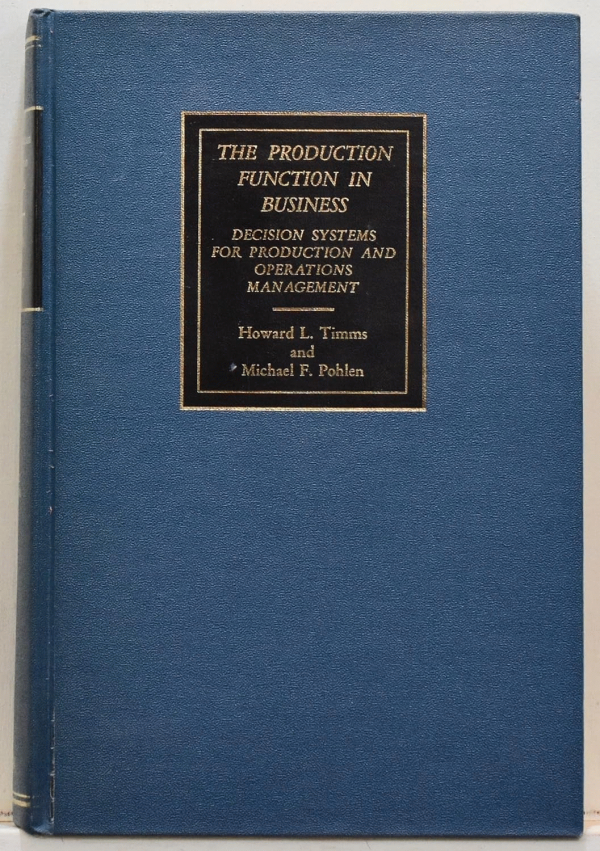 THE PRODUCTION
FUNCTION IN
BUSINESS
DECISION SYSTEMS
FOR PRODUCTION AND
OPERATIONS
MANAGEMENT
Howard L. Timms
and
Michael F. Pohlen